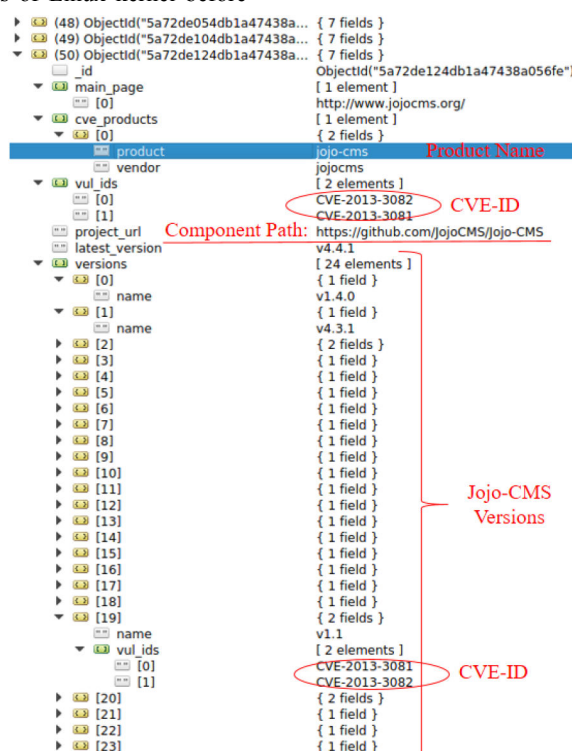 (48) ObjectId("5a72de054db1a47438a... { 7 fields }
(49) ObjectId("5a72de104db1a47438a... { 7 fields }
(50) ObjectId("5a72de124db1a47438a... { 7 fields }
_id ObjectId("5a72de124db1a47438a056fe")
main_page [ 1 element ]
[0] http://www.jojocms.org/
cve_products [ 1 element ]
[0] { 2 fields }
product jojo-cms Product Name
vendor jojocms
vul_ids [ 2 elements ]
[0] CVE-2013-3082 CVE-ID
[1] CVE-2013-3081
project_url Component Path: https://github.com/JojoCMS/Jojo-CMS
latest_version v4.4.1
versions [ 24 elements ]
[0] { 1 field }
name v1.4.0
[1] { 1 field }
name v4.3.1
[2] { 2 fields }
[3] { 1 field }
[4] { 1 field }
[5] { 1 field }
[6] { 1 field }
[7] { 1 field }
[8] { 1 field }
[9] { 1 field }
[10] { 1 field }
[11] { 1 field }
Jojo-CMS
[12] { 1 field }
Versions
[13] { 1 field }
[14] { 1 field }
[15] { 1 field }
[16] { 1 field }
[17] { 1 field }
[18] { 1 field }
[19] { 2 fields }
name v1.1
vul_ids [ 2 elements ]
[0] CVE-2013-3081 CVE-ID
[1] CVE-2013-3082
[20] { 2 fields }
[21] { 1 field }
[22] { 1 field }
[23] { 1 field }